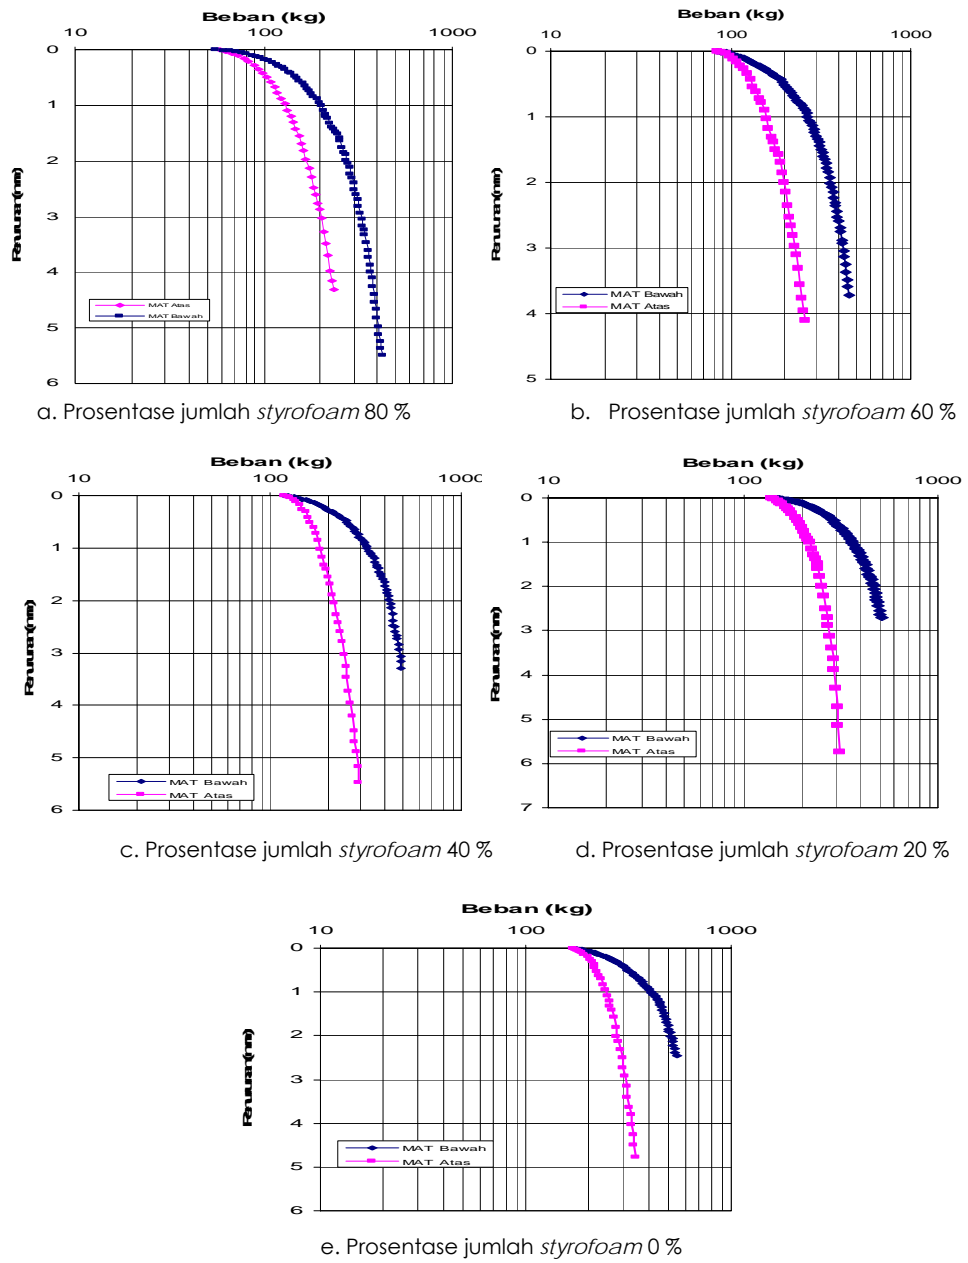 Beban (kg)
10 100 1000
0
1
2
3
4
5
6
MAT Atas
MAT Bawah
a. Prosentase jumlah styrofoam 80 %
Beban (kg)
10 100 1000
0
1
2
3
4
5
MAT Bawah
MAT Atas
b. Prosentase jumlah styrofoam 60 %
Beban (kg)
10 100
0
1
2
3
4
5
6
MAT Bawah
MAT Atas
c. Prosentase jumlah styrofoam 40 %
Beban (kg)
10 100 1000
0
1
2
3
4
5
6
7
MAT Bawah
MAT Atas
d. Prosentase jumlah styrofoam 20 %
Beban (kg)
10 100 1000
0
1
2
3
4
5
6
MAT Bawah
MAT Atas
e. Prosentase jumlah styrofoam 0 %